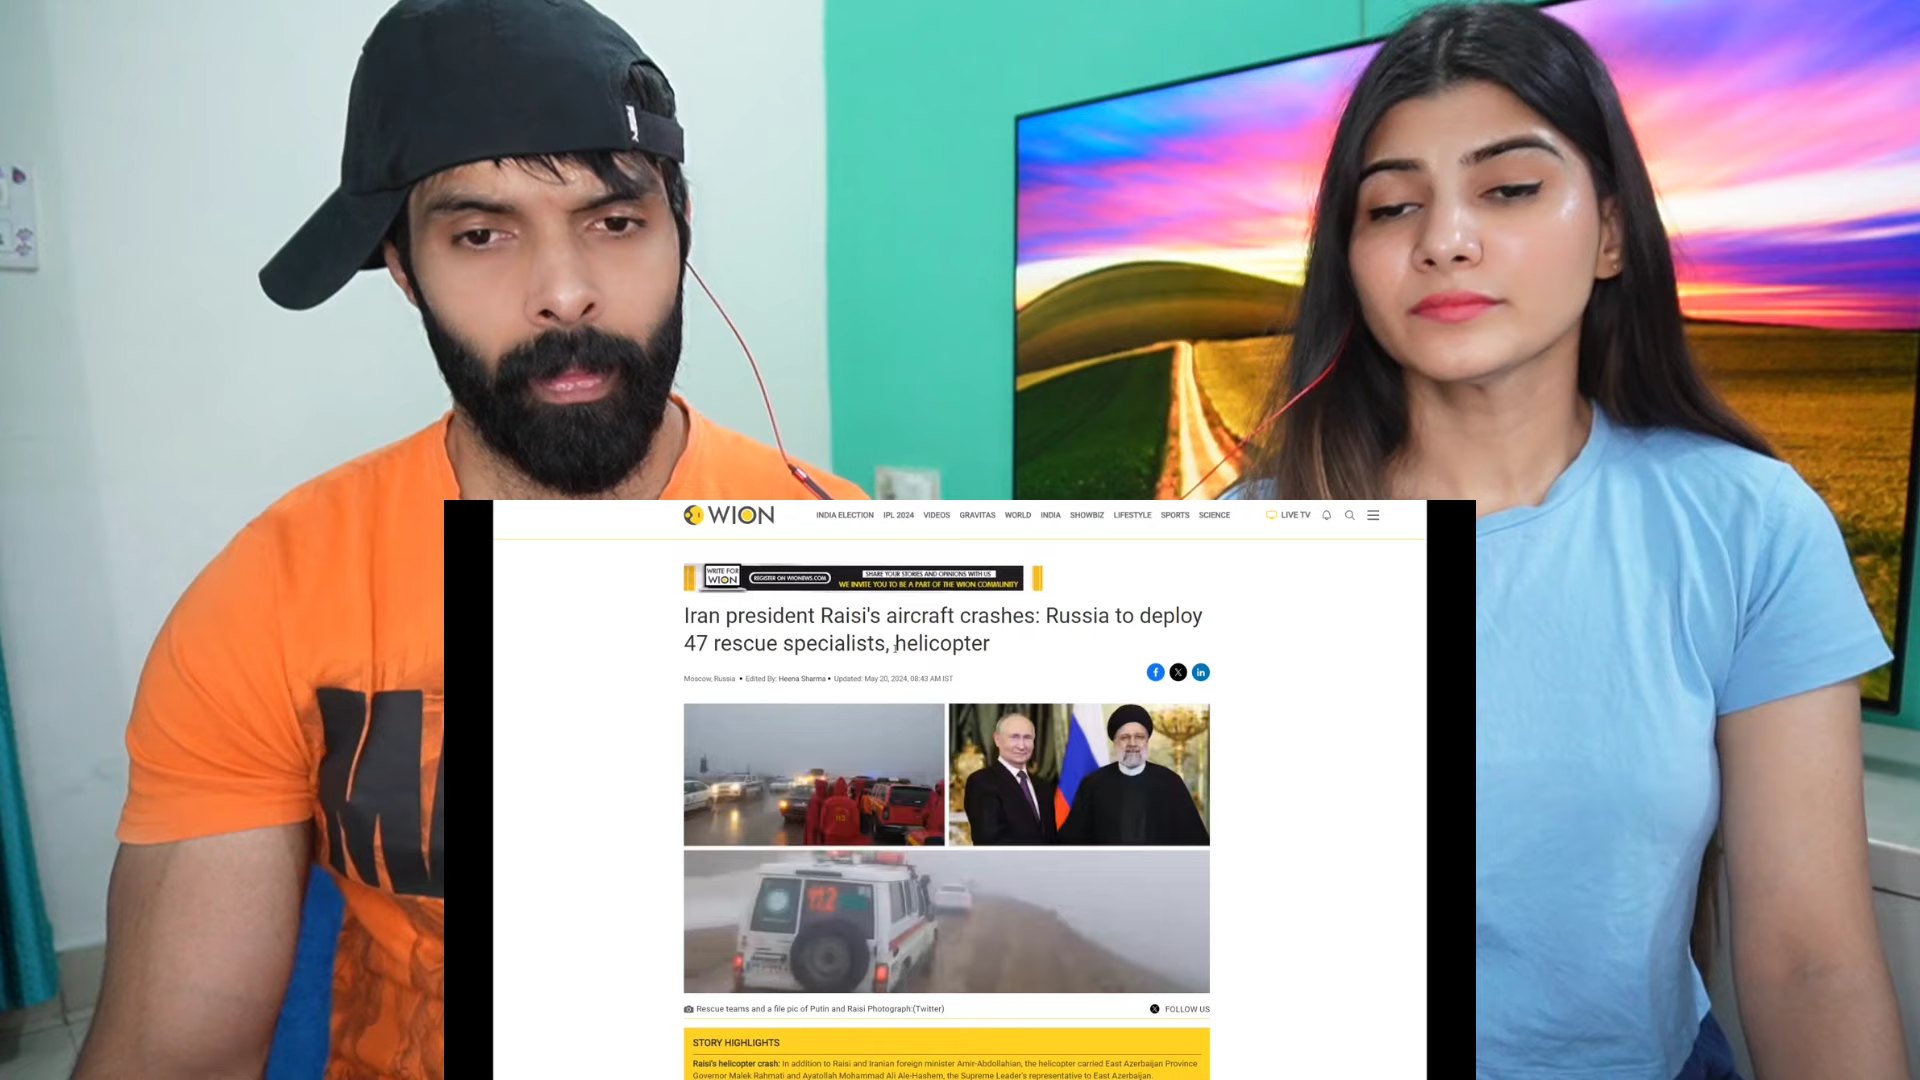 WION
INDIA ELECTION IPL 2024 VIDEOS GRAVITAS WORLD INDIA SHOWBIZ LIFESTYLE SPORTS SCIENCE LIVE TV
WRITE FOR
WION
REGISTER ON WIONEWS.COM
SHARE YOUR STORIES AND OPINIONS WITH US
WE INVITE YOU TO BE A PART OF THE WION COMMUNITY
Iran president Raisi's aircraft crashes: Russia to deploy
47 rescue specialists, helicopter
Moscow, Russia • Edited By: Heena Sharma • Updated: May 20, 2024, 08:43 AM IST
112
Rescue teams and a file pic of Putin and Raisi Photograph:(Twitter)
FOLLOW US
STORY HIGHLIGHTS
Raisi's helicopter crash: In addition to Raisi and Iranian foreign minister Amir-Abdollahian, the helicopter carried East Azerbaijan Province
Governor Malek Rahmati and Ayatollah Mohammad Ali Ale-Hashem, the Supreme Leader's representative to East Azerbaijan.